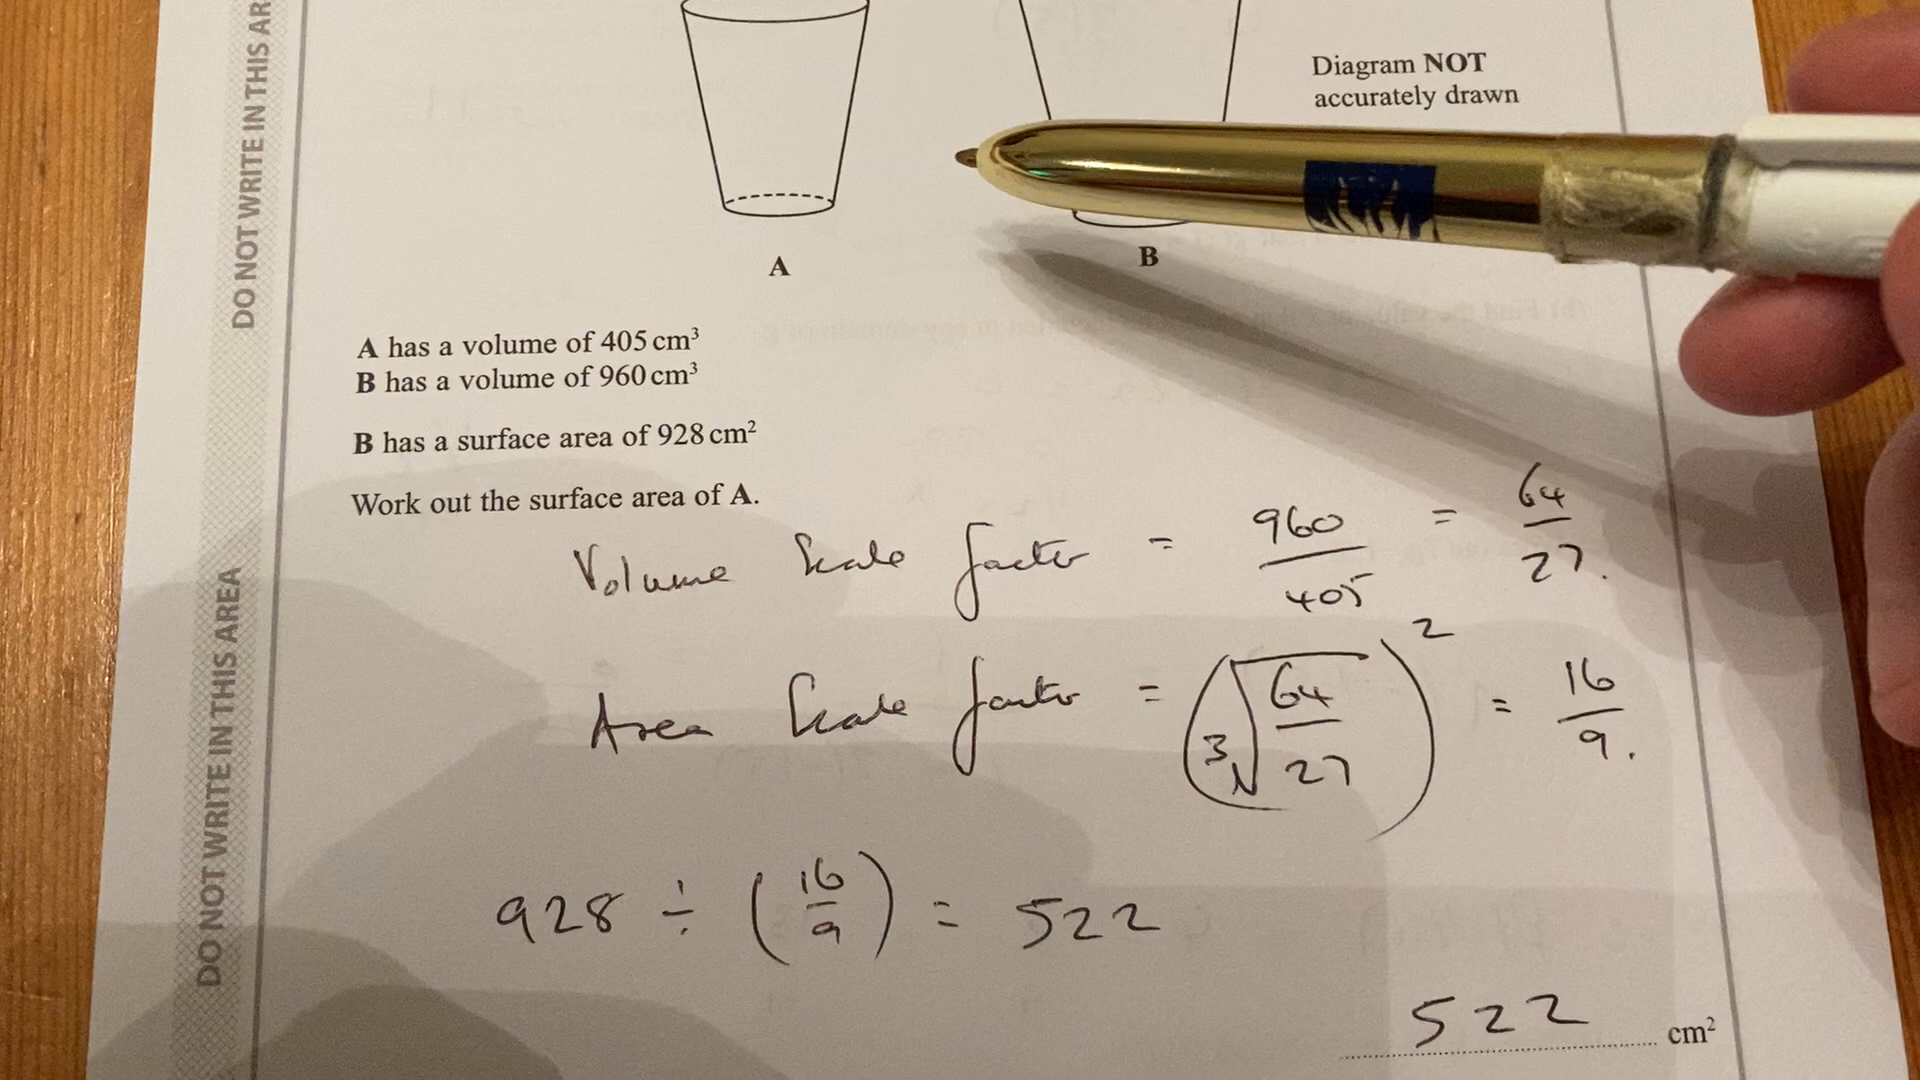 DO NOT WRITE IN THIS AR
Diagram NOT
accurately drawn
A
B
A has a volume of 405 cm³
B has a volume of 960 cm³
B has a surface area of 928 cm²
Work out the surface area of A.
Volume Scale factor = 960/405 = 64/27.
Area Scale factor = (³√64/27)² = 16/9.
928 ÷ (16/9) = 522
522 cm²
DO NOT WRITE IN THIS AREA